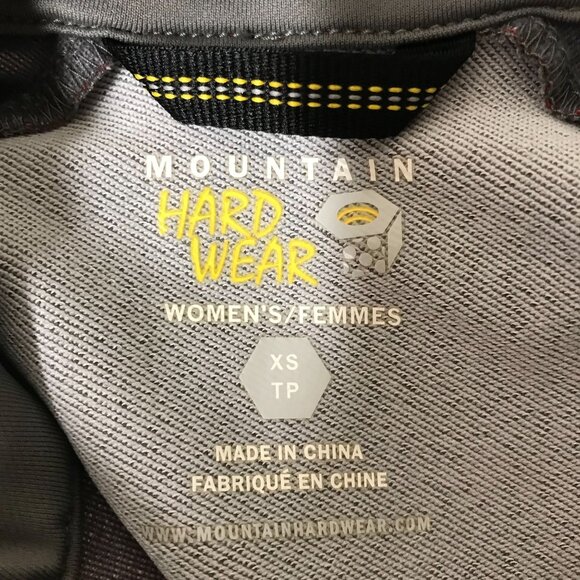 MOUNTAIN
HARD
WEAR
WOMEN'S/FEMMES
XS
TP
MADE IN CHINA
FABRIQUÉ EN CHINE
WWW.MOUNTAINHARDWEAR.COM